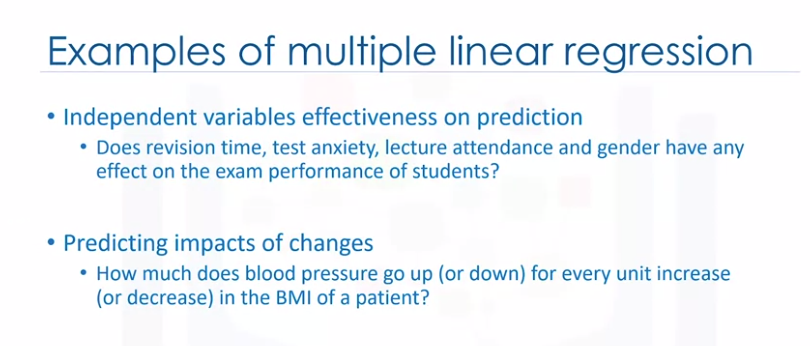 Examples of multiple linear regression
• Independent variables effectiveness on prediction
• Does revision time, test anxiety, lecture attendance and gender have any
effect on the exam performance of students?
• Predicting impacts of changes
• How much does blood pressure go up (or down) for every unit increase
(or decrease) in the BMI of a patient?